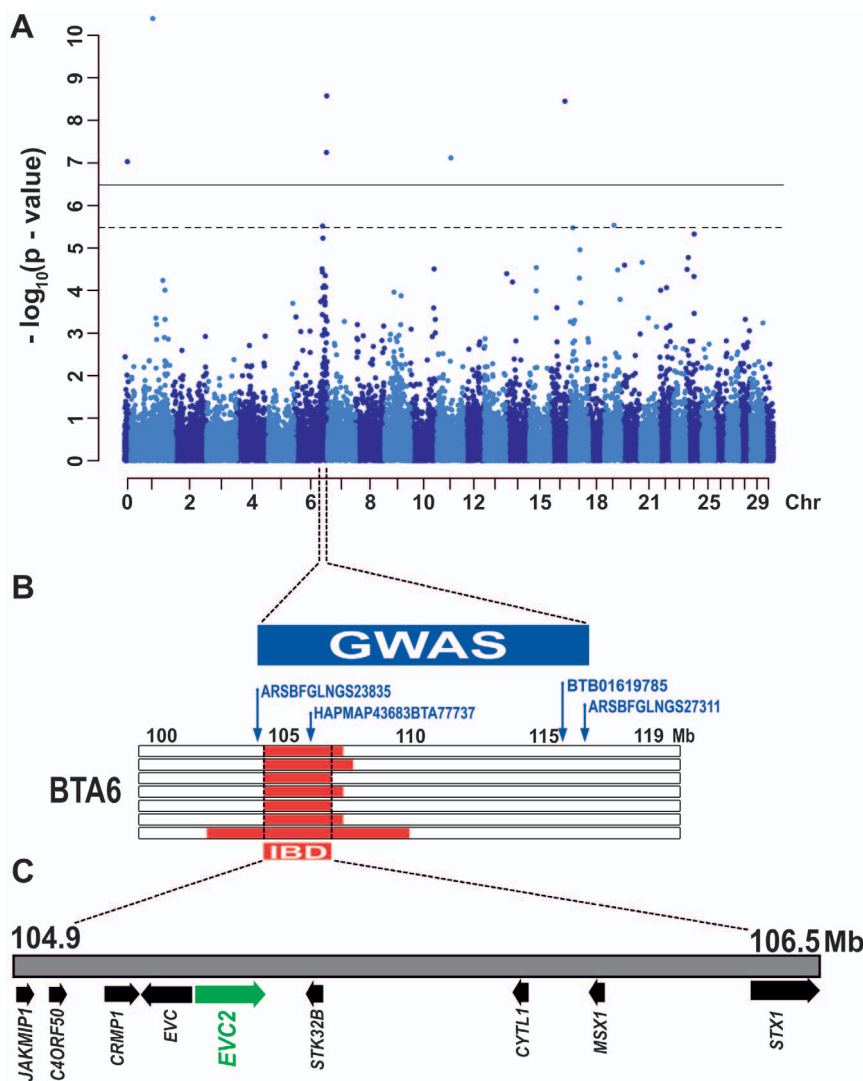 A
10
9
8
7
6
5
4
3
2
1
0
- log10(p - value)
0 2 4 6 8 10 12 15 18 21 25 29 Chr
B
GWAS
ARSBFGLNGS23835
HAPMAP43683BTA77737
BTB01619785
ARSBFGLNGS27311
100 105 110 115 119 Mb
BTA6
IBD
C
104.9 106.5 Mb
JAKMIP1
C4ORF50
CRMP1
EVC
EVC2
STK32B
CYTL1
MSX1
STX1